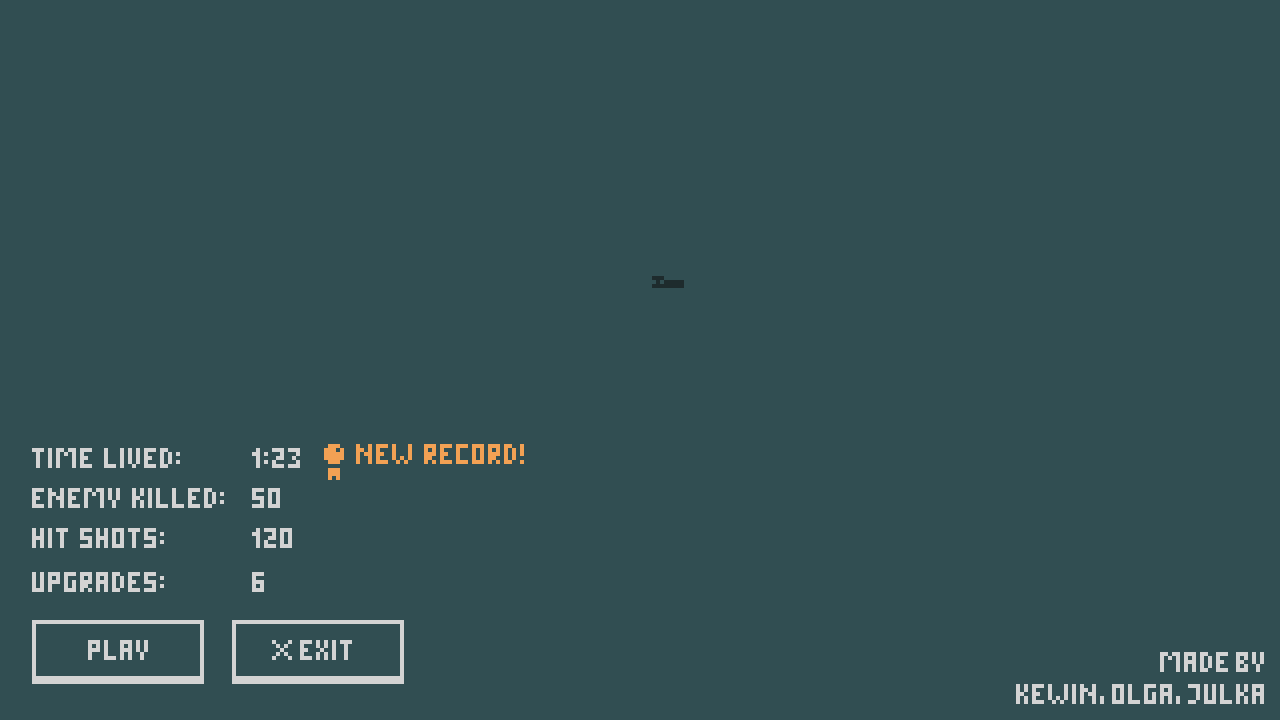 TIME LIVED: 1:23 NEW RECORD!
ENEMY KILLED: 50
HIT SHOTS: 120
UPGRADES: 6
PLAY EXIT
MADE BY
KEWIN, OLGA, JULKA